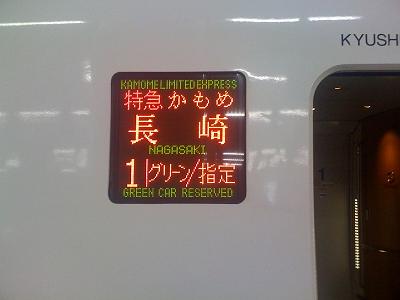 KYUSH
KAMOME LIMITED EXPRESS
特急 かもめ
長 崎
NAGASAKI
1 グリーン/指定
GREEN CAR RESERVED
1